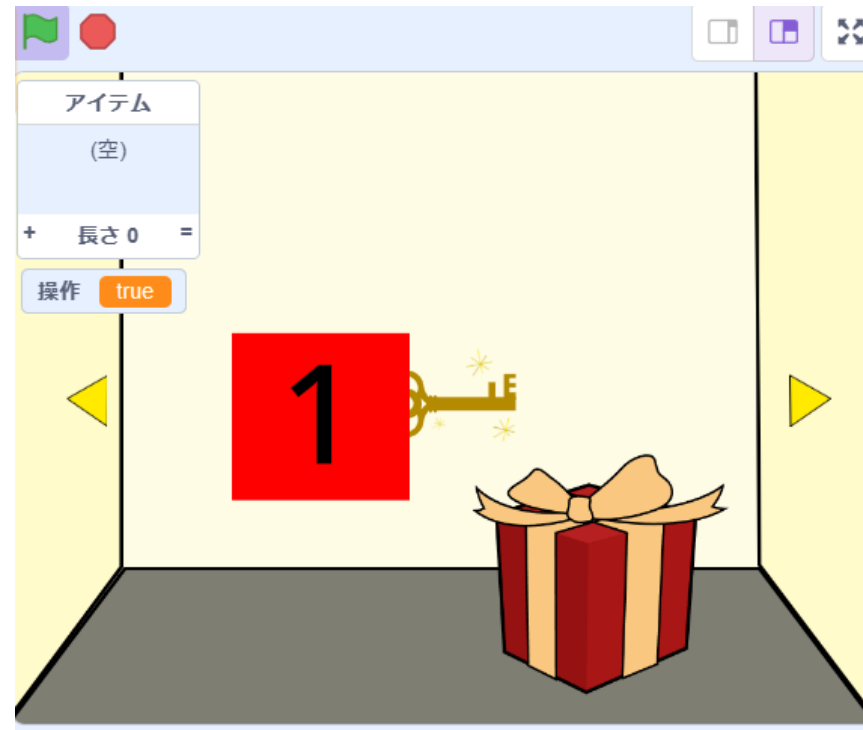 アイテム
(空)
+ 長さ 0 =
操作 true
1